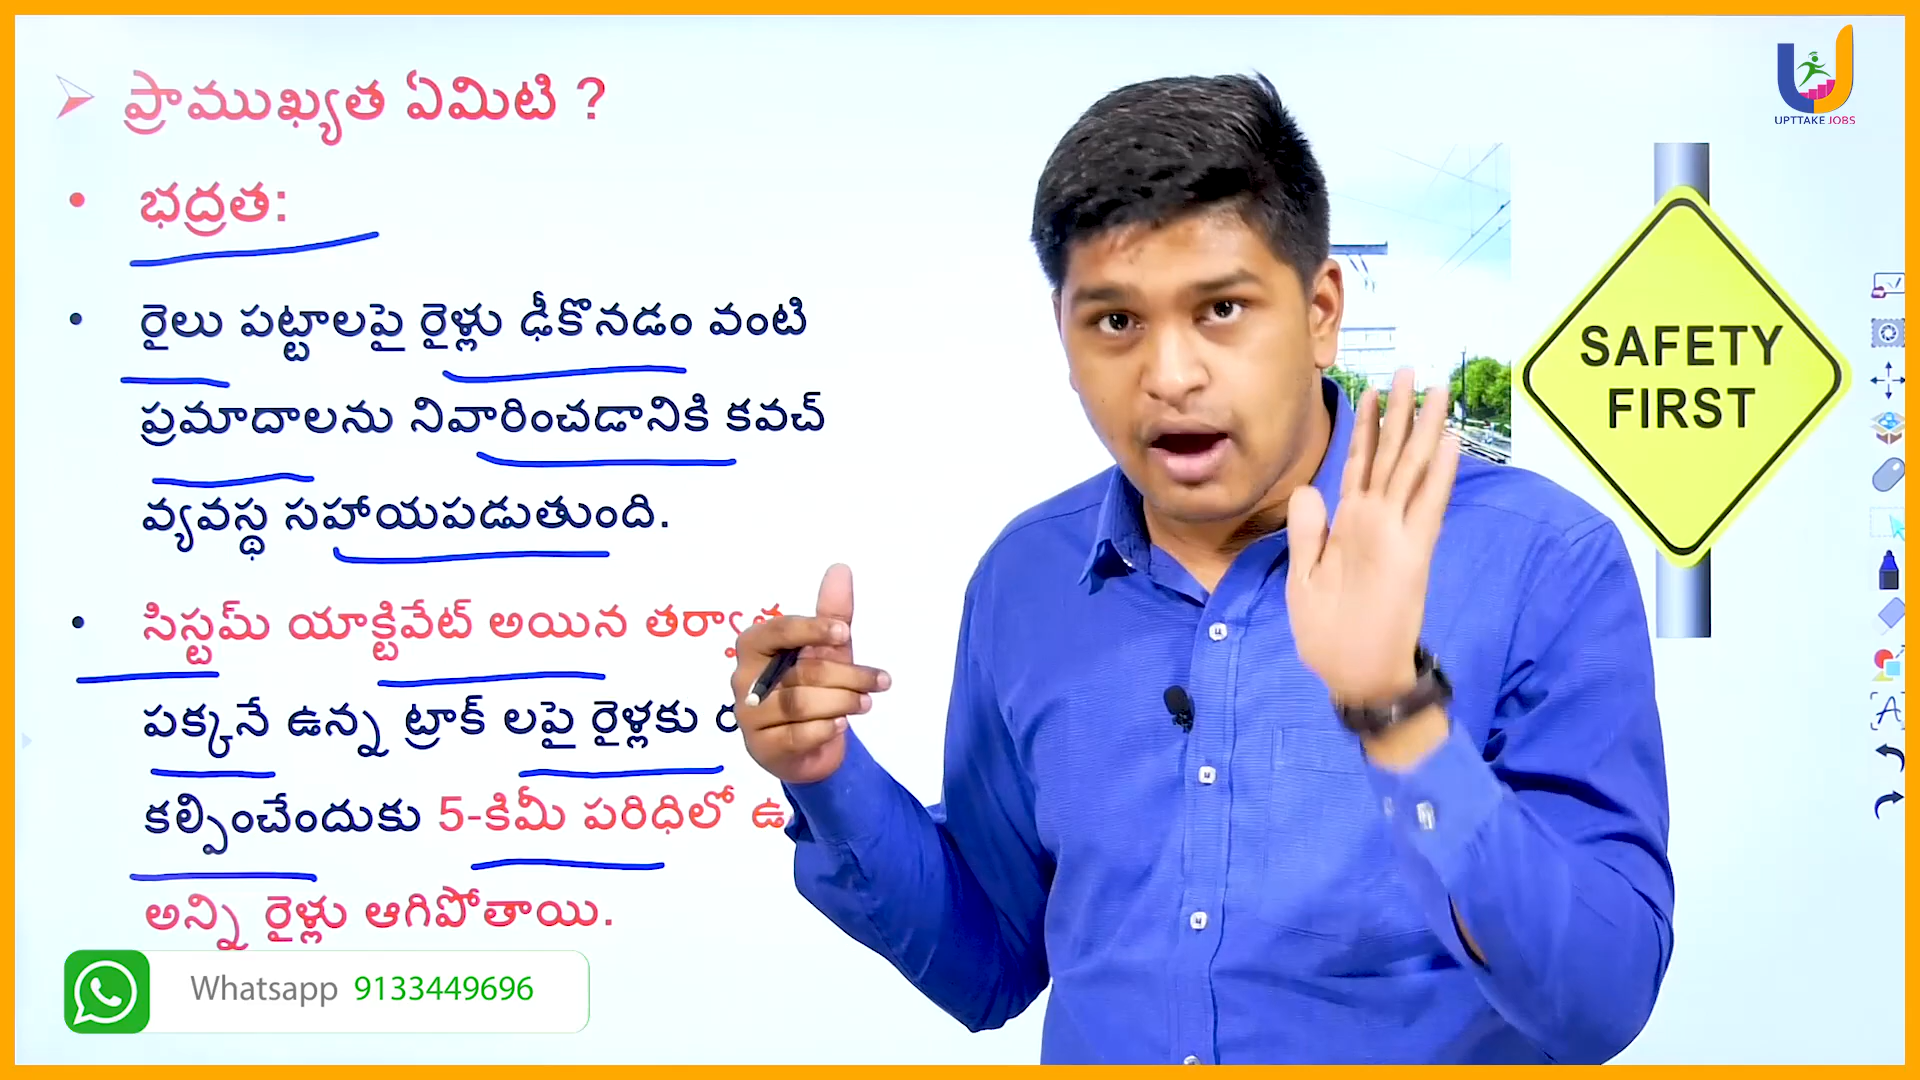 ప్రాముఖ్యత ఏమిటి ?
భద్రత:
రైలు పట్టాలపై రైళ్లు ఢీకొనడం వంటి
ప్రమాదాలను నివారించడానికి కవచ్
వ్యవస్థ సహాయపడుతుంది.
సిస్టమ్ యాక్టివేట్ అయిన తర్వాత
పక్కనే ఉన్న ట్రాక్ లపై రైళ్లకు
కల్పించేందుకు 5-కిమీ పరిధిలో
అన్ని రైళ్లు ఆగిపోతాయి.
Whatsapp 9133449696
UPTTAKE JOBS
SAFETY
FIRST